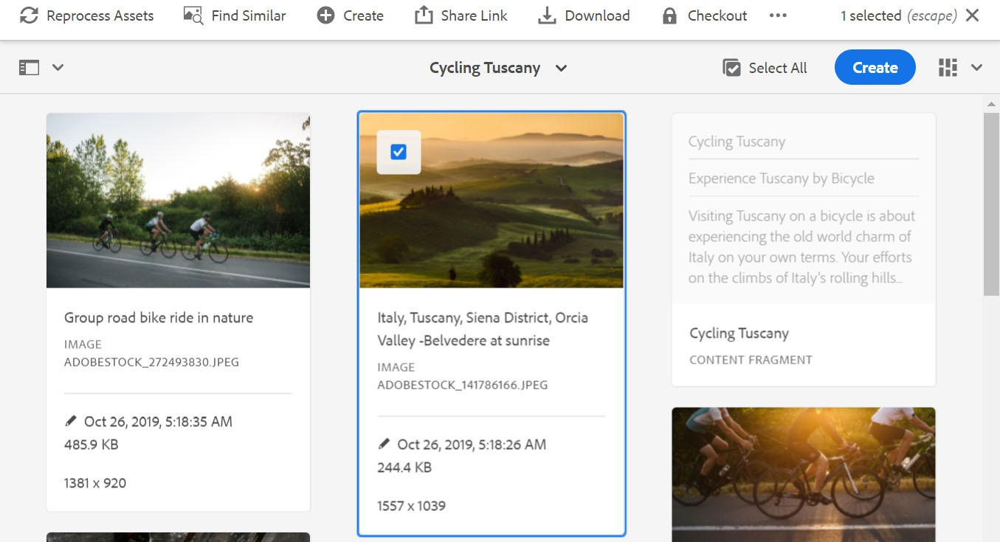 Reprocess Assets Find Similar Create Share Link Download Checkout 1 selected (escape)
Cycling Tuscany Select All Create
Group road bike ride in nature
IMAGE
ADOBESTOCK_272493830.JPEG
Oct 26, 2019, 5:18:35 AM
485.9 KB
1381 x 920
Italy, Tuscany, Siena District, Orcia
Valley -Belvedere at sunrise
IMAGE
ADOBESTOCK_141786166.JPEG
Oct 26, 2019, 5:18:26 AM
244.4 KB
1557 x 1039
Cycling Tuscany
Experience Tuscany by Bicycle
Visiting Tuscany on a bicycle is about
experiencing the old world charm of
Italy on your own terms. Your efforts
on the climbs of Italy's rolling hills...
Cycling Tuscany
CONTENT FRAGMENT